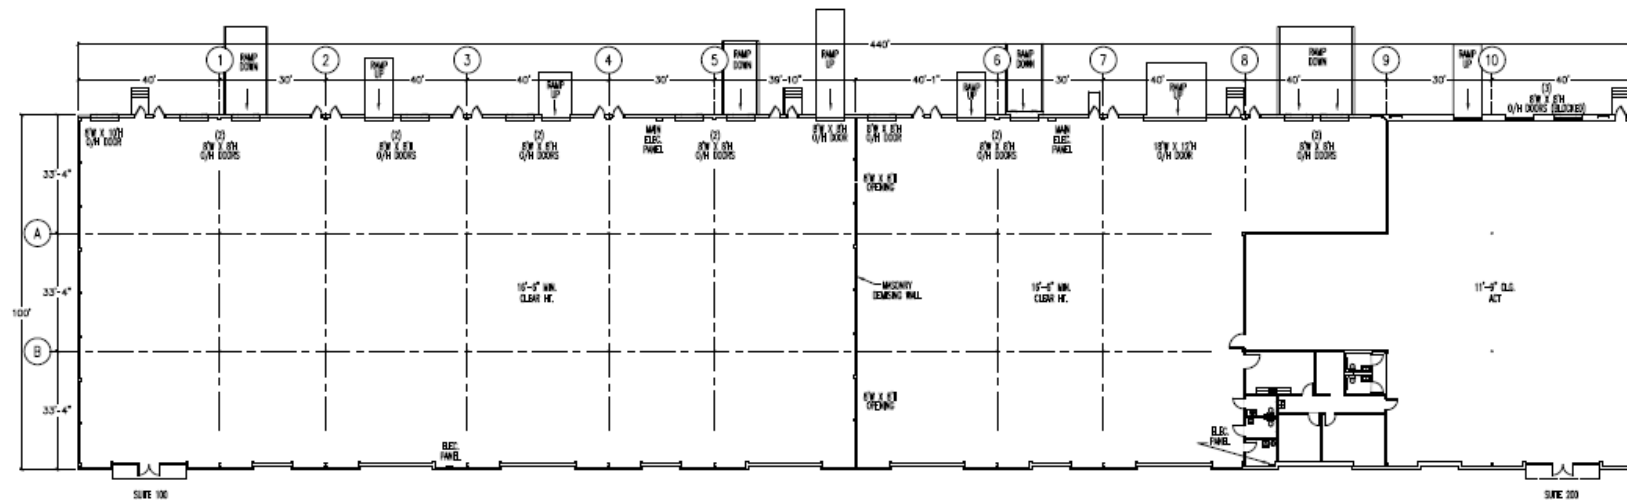 440'
1
2
3
4
5
6
7
8
9
10
RAMP
DOWN
RAMP
UP
RAMP
UP
RAMP
DOWN
RAMP
UP
RAMP
UP
RAMP
DOWN
RAMP
UP
RAMP
DOWN
RAMP
UP
40'
30'
40'
40'
30'
39'-10"
40'-1"
30'
40'
40'
30'
40'
(3)
8'W X 8'H
O/H DOORS (BLOCKED)
8'W X 10'H
O/H DOOR
(2)
8'W X 8'H
O/H DOORS
(2)
8'W X 8'H
O/H DOORS
(2)
8'W X 8'H
O/H DOORS
MAIN
ELEC.
PANEL
(2)
8'W X 8'H
O/H DOORS
8'W X 8'H
O/H DOOR
8'W X 8'H
O/H DOORS
(2)
8'W X 8'H
O/H DOORS
MAIN
ELEC.
PANEL
18'W X 12'H
O/H DOOR
(2)
8'W X 8'H
O/H DOORS
33'-4"
OPENING
A
33'-4"
100'
16'-6" MIN.
CLEAR HT.
MASONRY
DEMISING WALL
16'-6" MIN.
CLEAR HT.
11'-6" CLG.
ACT
B
33'-4"
OPENING
ELEC.
PANEL
ELEC.
PANEL
SUITE 100
SUITE 200